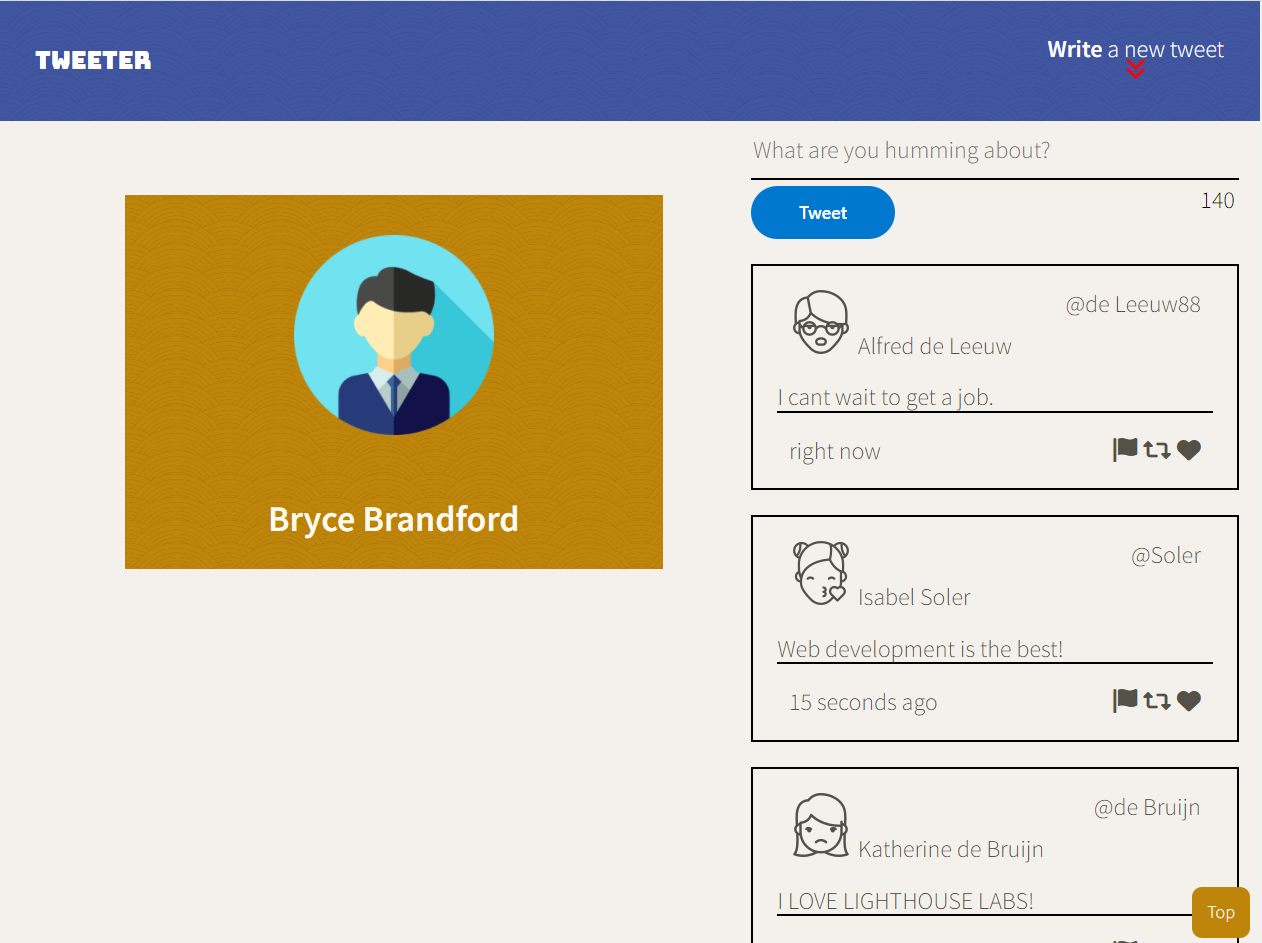 TWEETER
Write a new tweet
What are you humming about?
Tweet
140
Bryce Brandford
@de Leeuw88
Alfred de Leeuw
I cant wait to get a job.
right now
@Soler
Isabel Soler
Web development is the best!
15 seconds ago
@de Bruijn
Katherine de Bruijn
I LOVE LIGHTHOUSE LABS!
Top